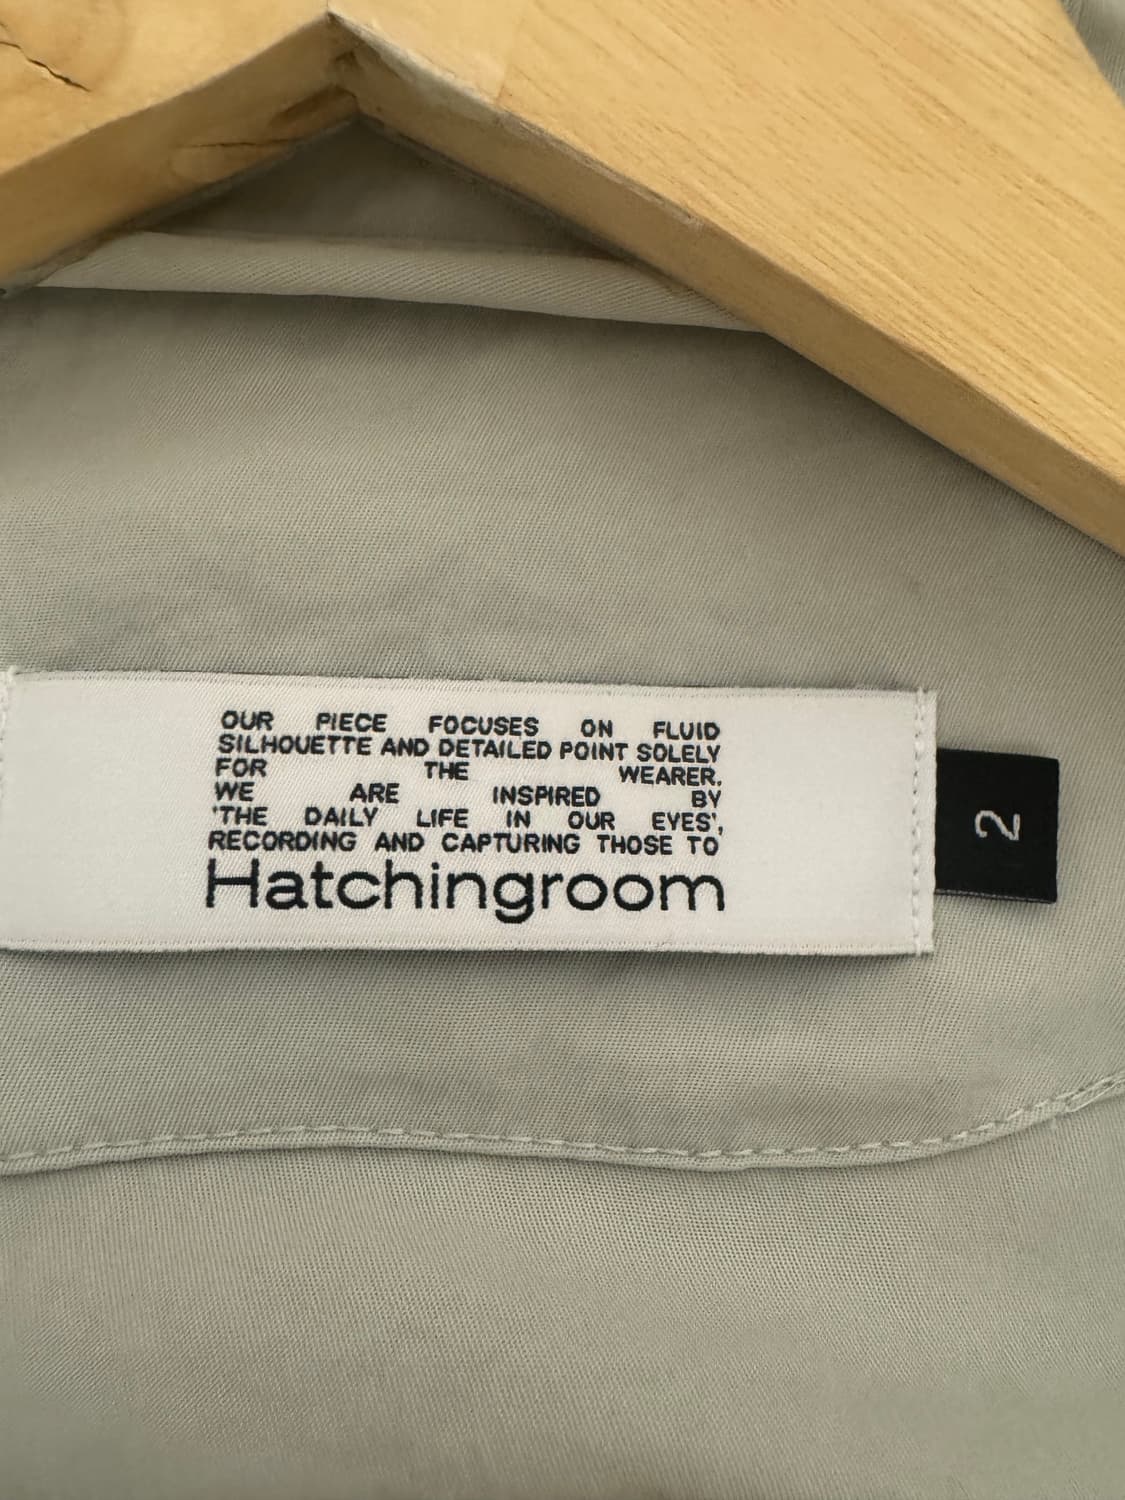 OUR PIECE FOCUSES ON FLUID
SILHOUETTE AND DETAILED POINT SOLELY
FOR THE WEARER.
WE ARE INSPIRED BY
'THE DAILY LIFE IN OUR EYES',
RECORDING AND CAPTURING THOSE TO
Hatchingroom
2